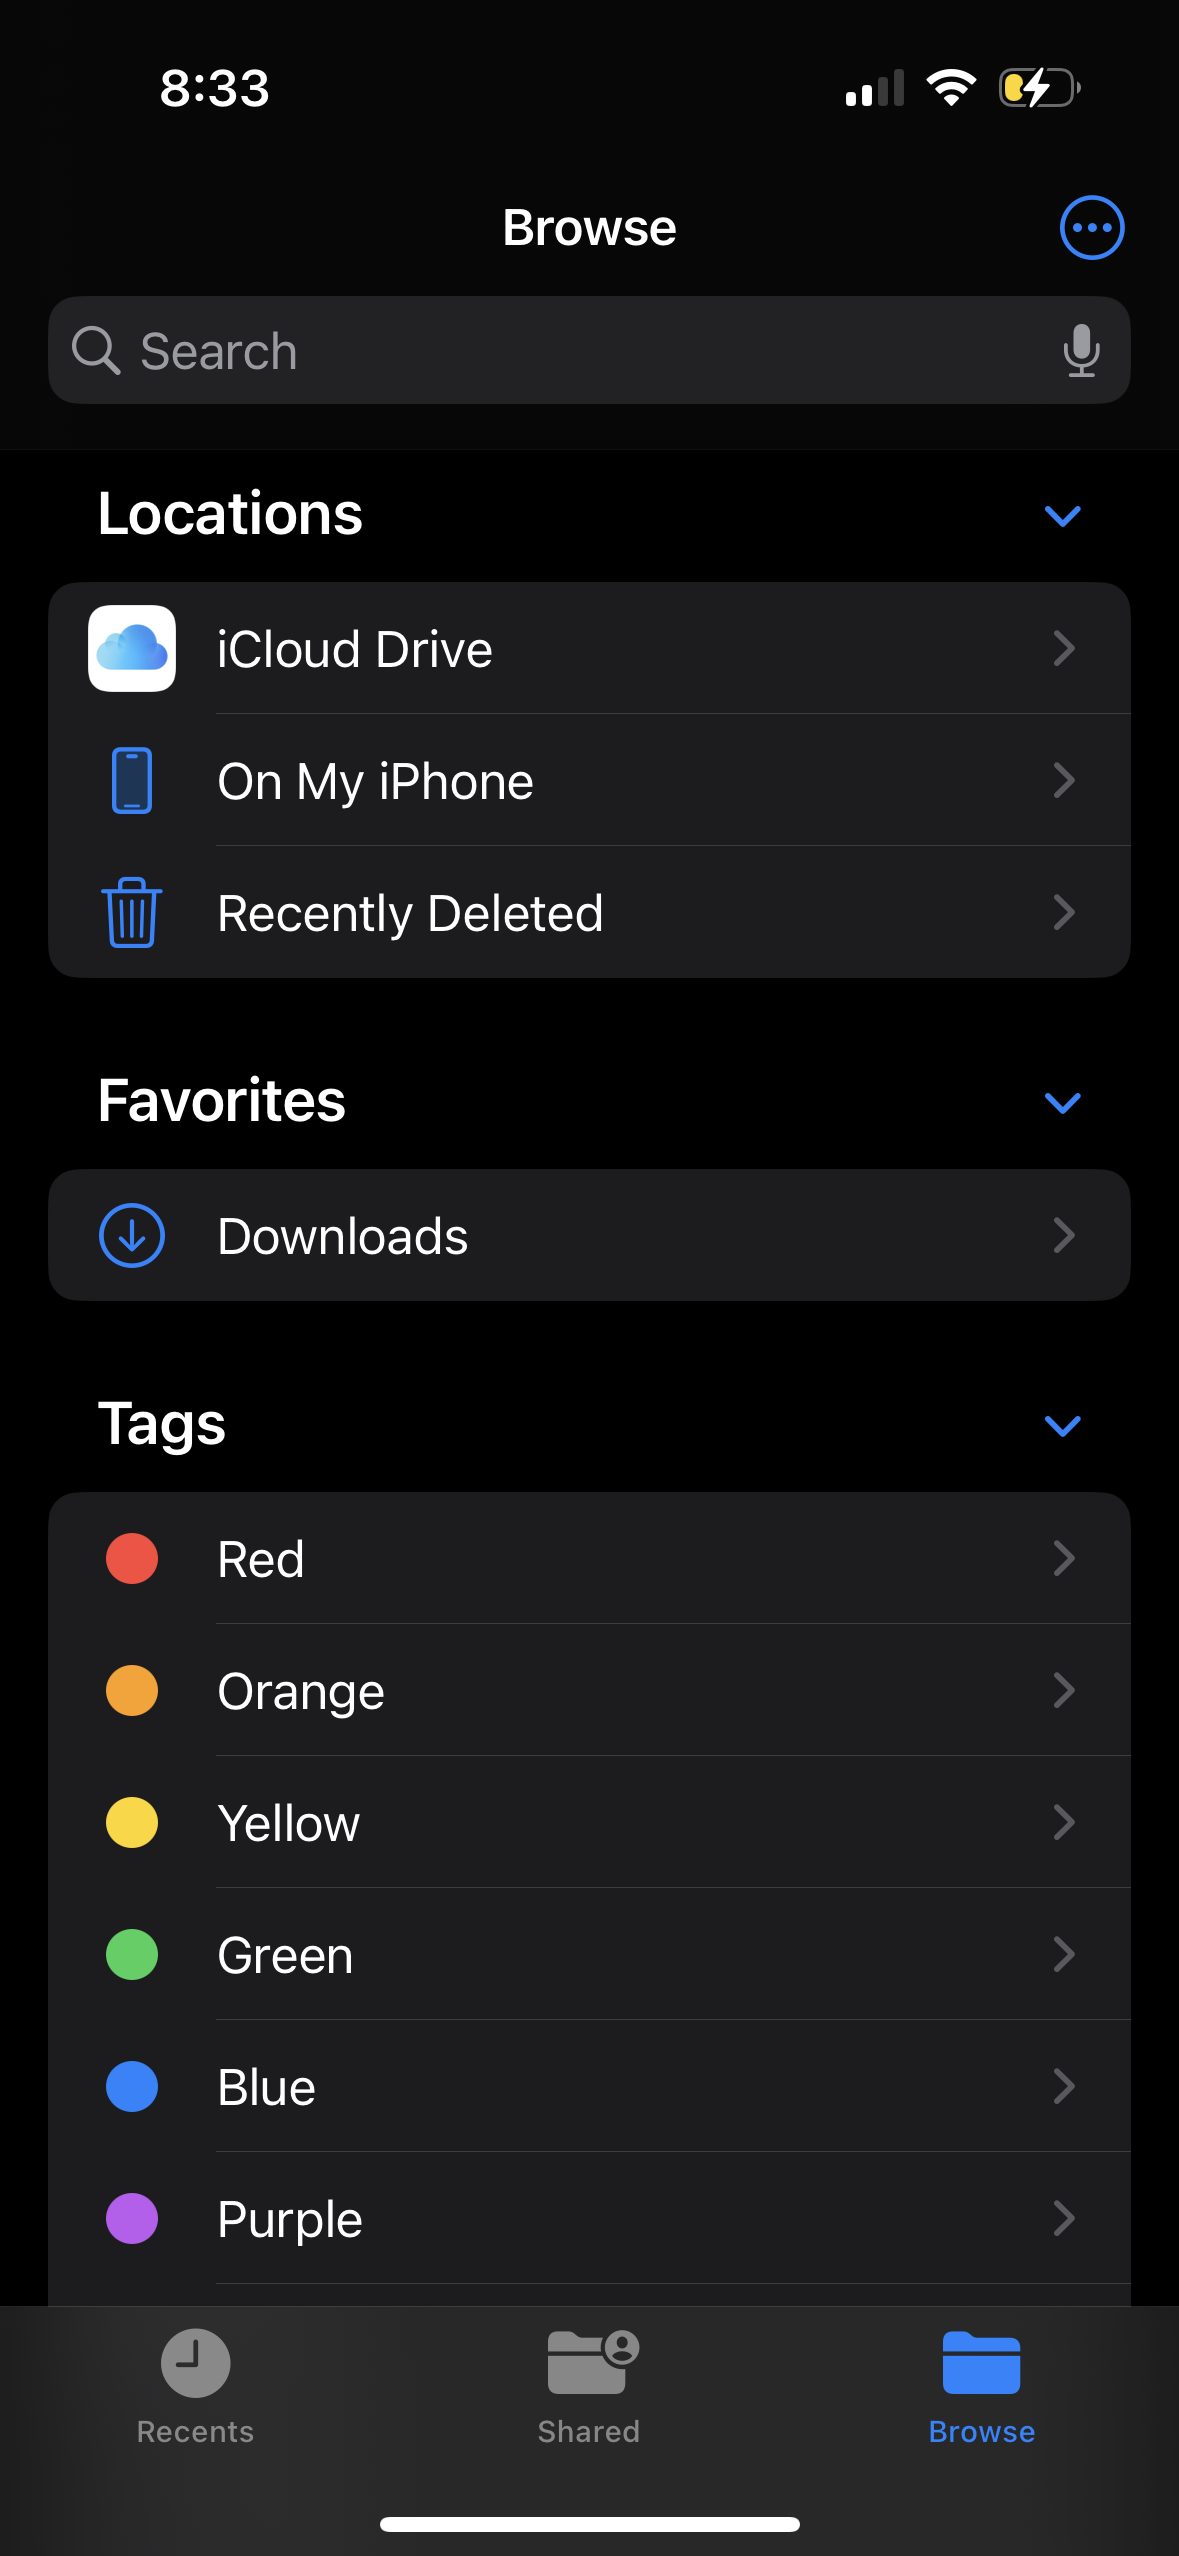 8:33
Browse
Search
Locations
iCloud Drive
On My iPhone
Recently Deleted
Favorites
Downloads
Tags
Red
Orange
Yellow
Green
Blue
Purple
Recents
Shared
Browse